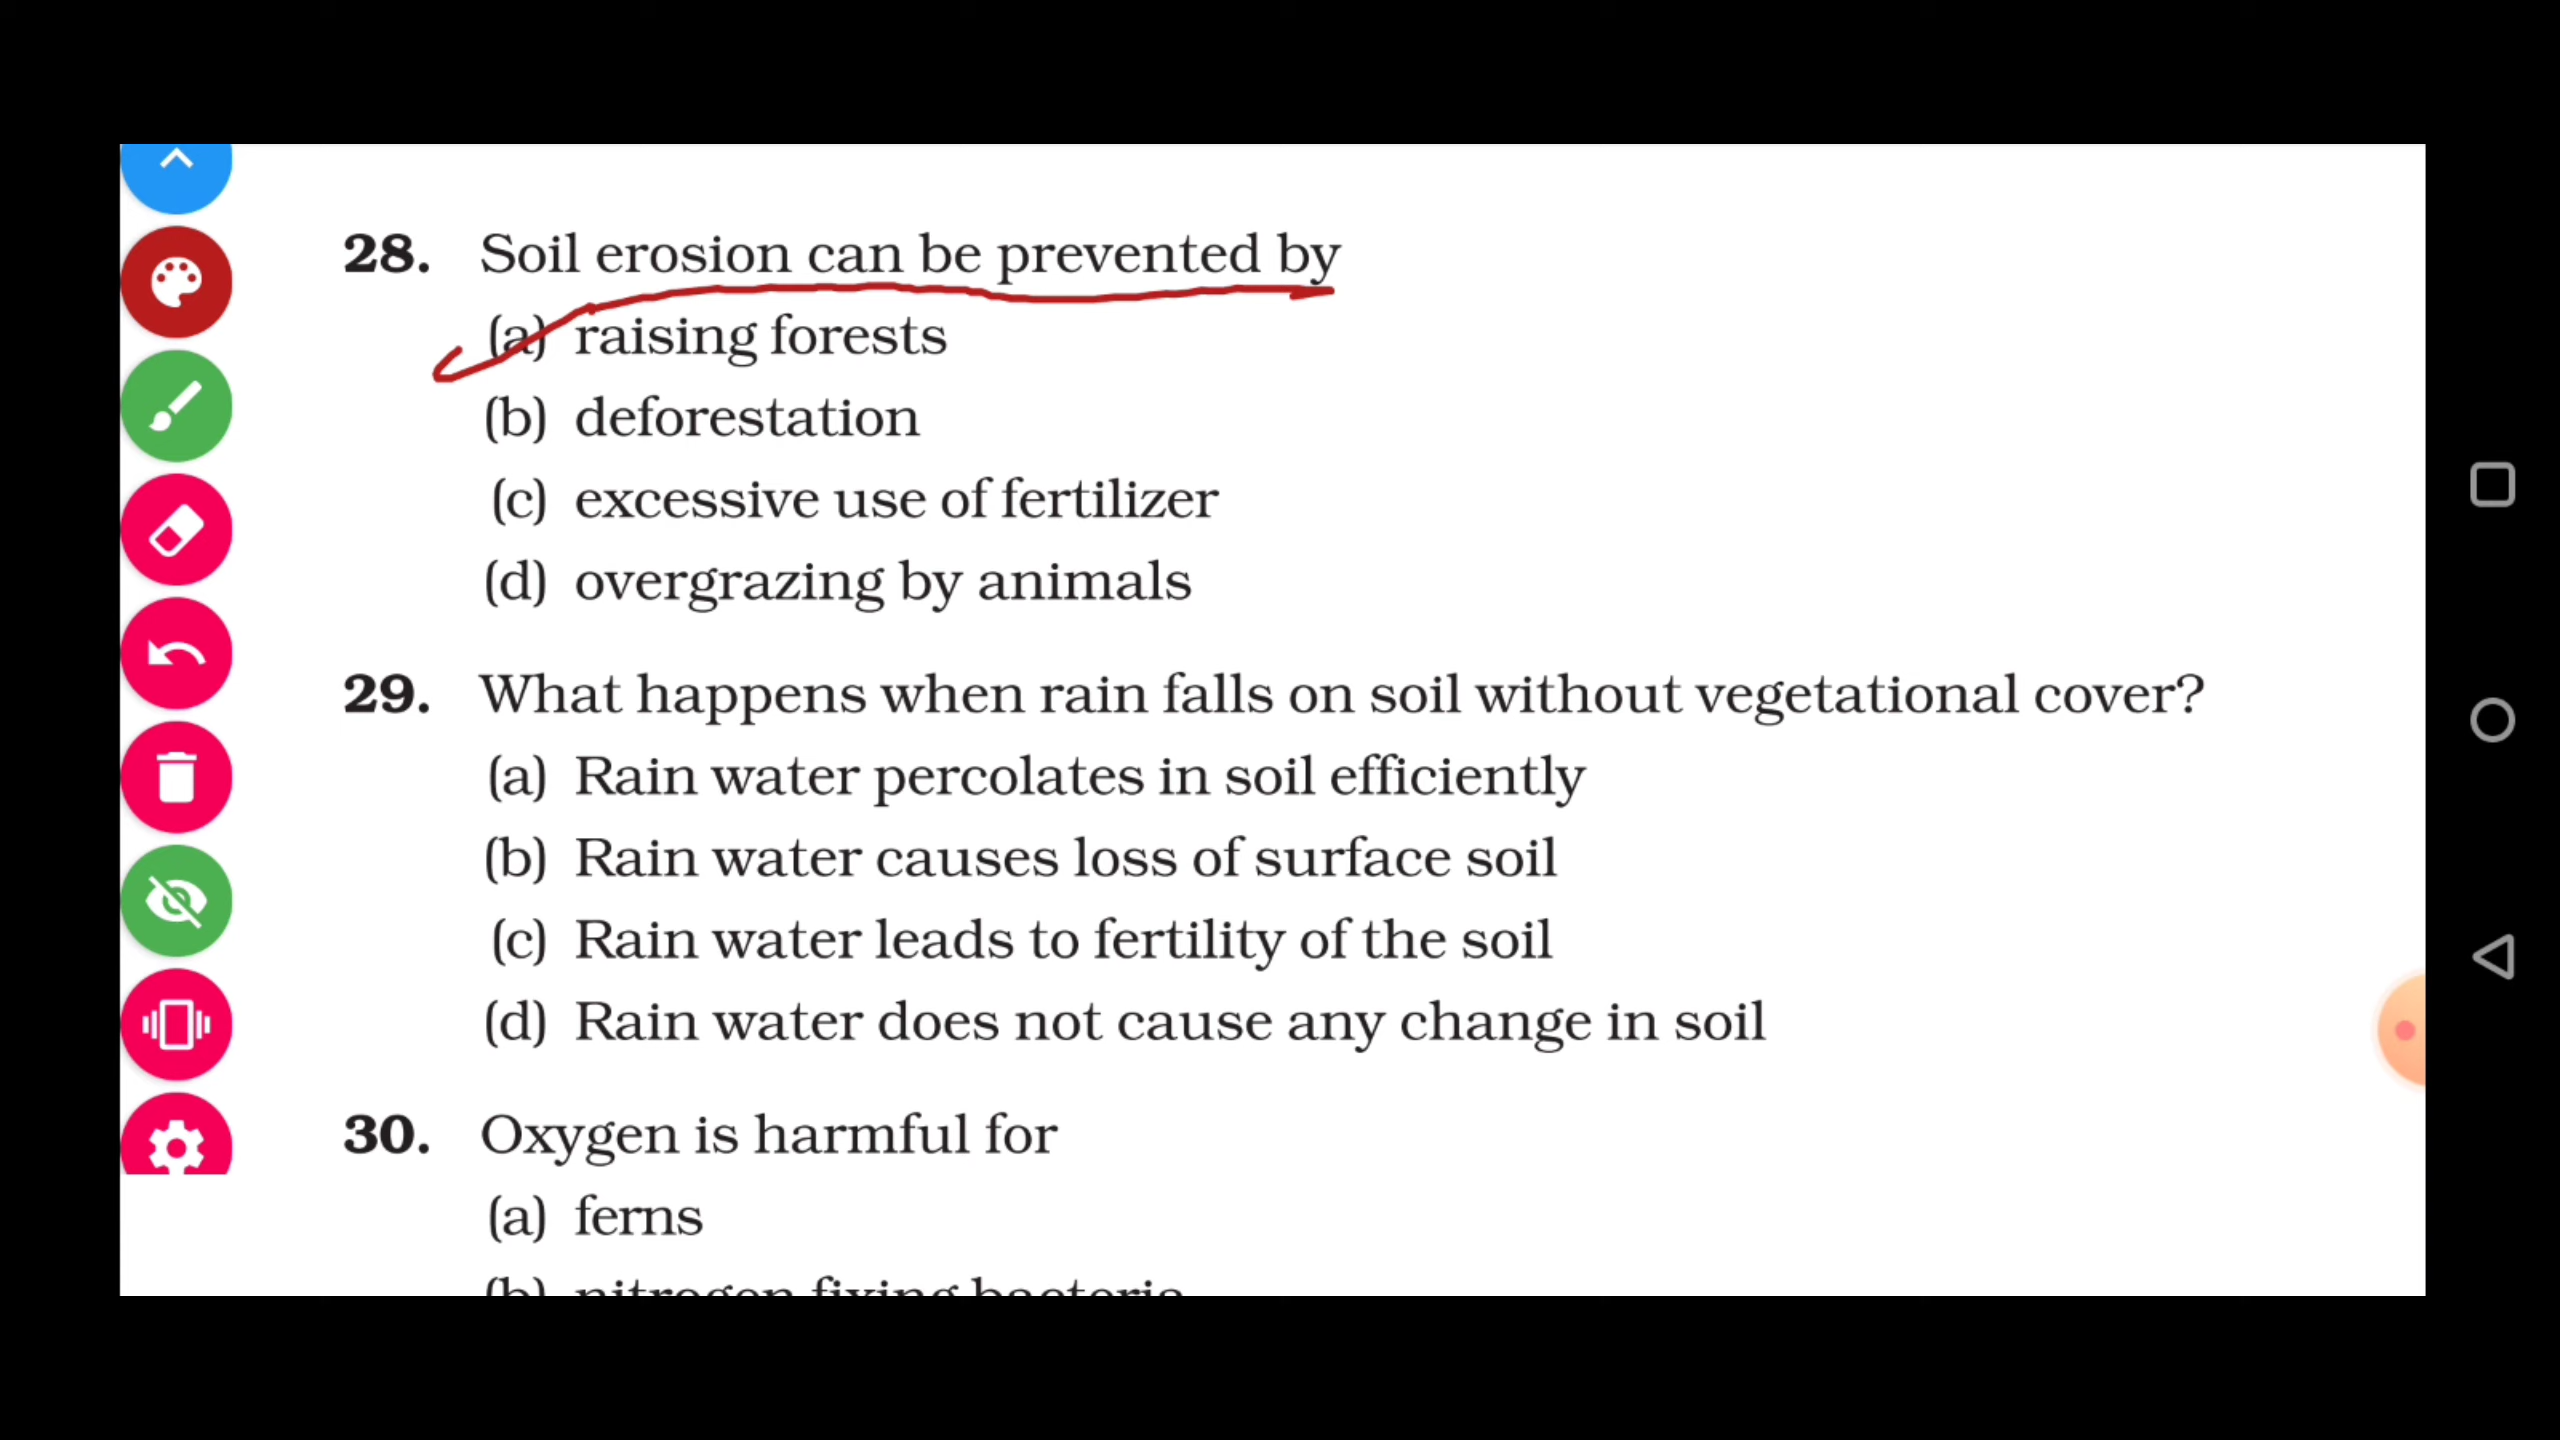 28. Soil erosion can be prevented by
(a) raising forests
(b) deforestation
(c) excessive use of fertilizer
(d) overgrazing by animals
29. What happens when rain falls on soil without vegetational cover?
(a) Rain water percolates in soil efficiently
(b) Rain water causes loss of surface soil
(c) Rain water leads to fertility of the soil
(d) Rain water does not cause any change in soil
30. Oxygen is harmful for
(a) ferns
(b) nitrogen fixing bacteria